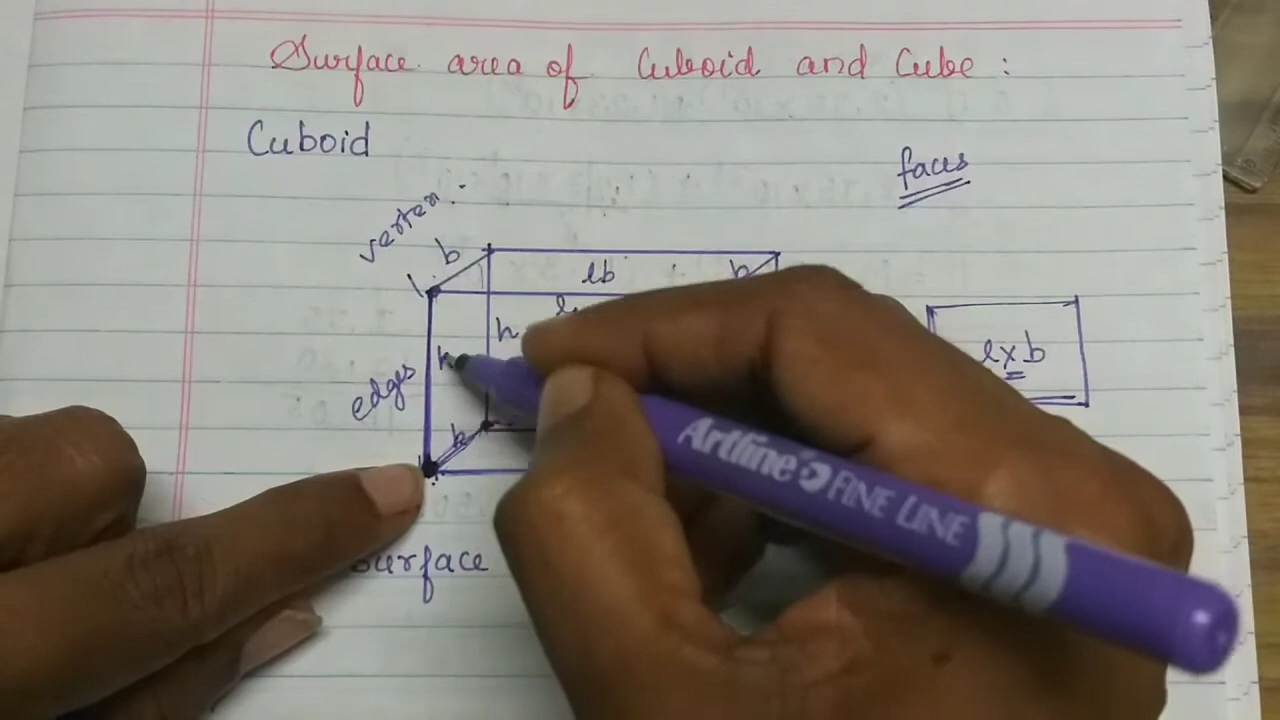 Surface area of Cuboid and Cube :
Cuboid
faces
vertex :
b
lb
b
l
h
h
l x b
edges
b
Surface
Artline FINE LINE